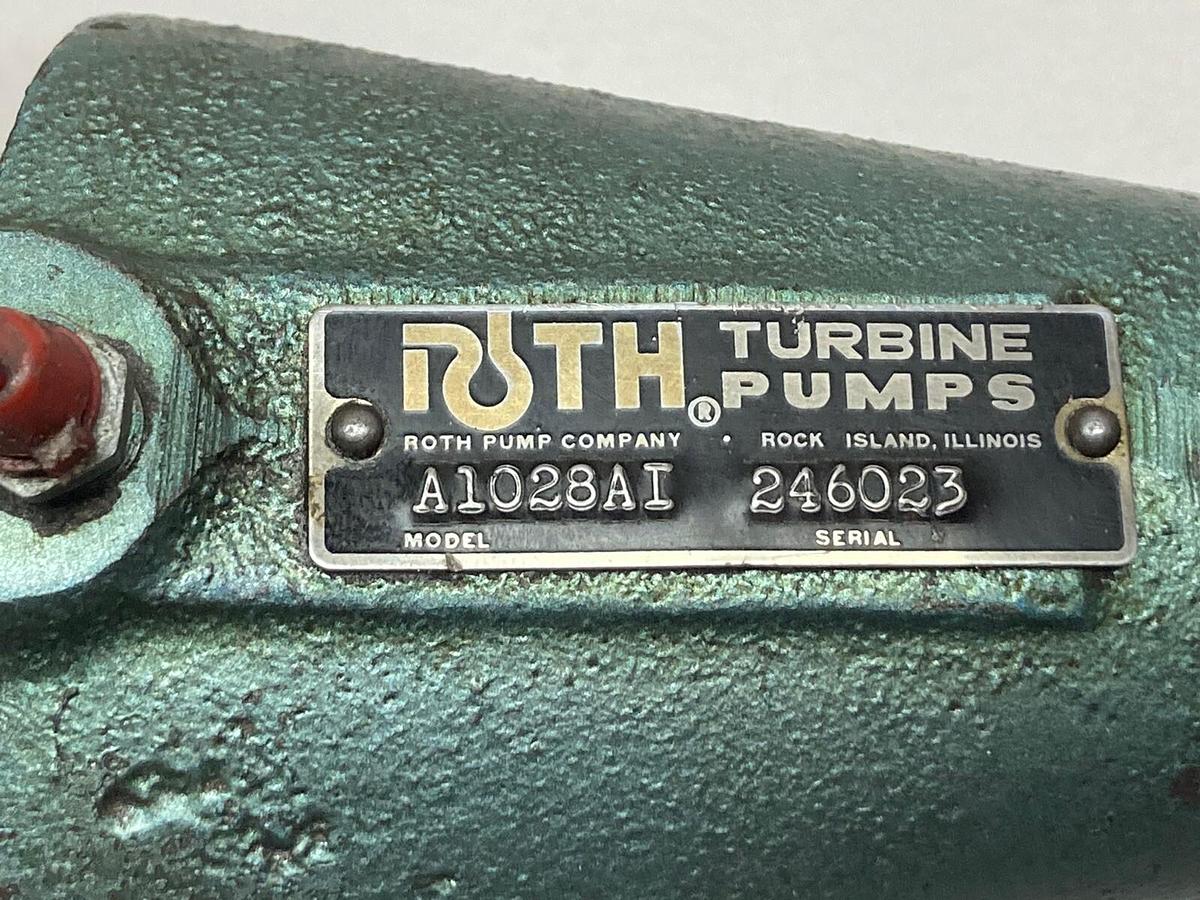 ROTH® TURBINE
PUMPS
ROTH PUMP COMPANY • ROCK ISLAND, ILLINOIS
A1028AI 246023
MODEL SERIAL